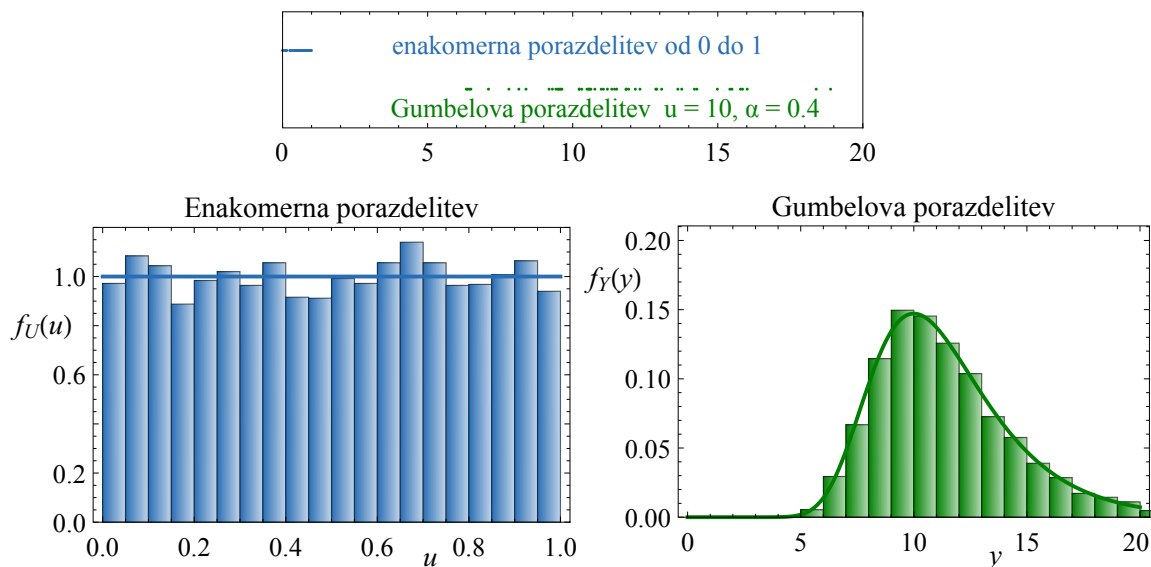 enakomerna porazdelitev od 0 do 1
Gumbelova porazdelitev u = 10, α = 0.4
0 5 10 15 20
Enakomerna porazdelitev
1.0
f_U(u)
0.6
0.2
0.0
0.0 0.2 0.4 0.6 0.8 1.0
u
Gumbelova porazdelitev
0.20
f_Y(y)
0.15
0.10
0.05
0.00
0 5 10 15 20
y